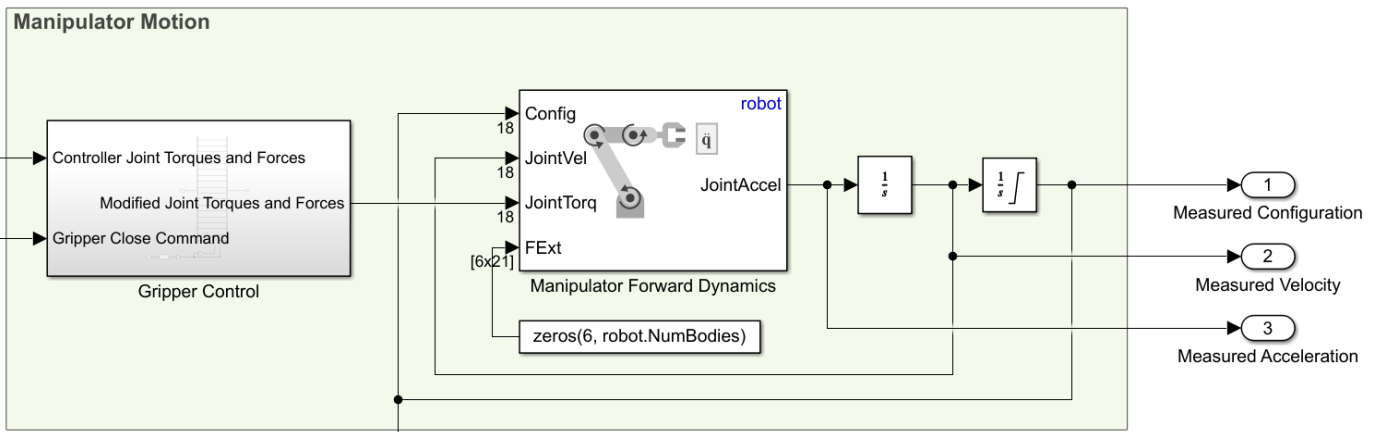 Manipulator Motion
robot
Config
18
q̈
Controller Joint Torques and Forces
JointVel
18
JointAccel
1
s
1
s
1
Measured Configuration
Modified Joint Torques and Forces
JointTorq
18
Gripper Close Command
FExt
[6x21]
2
Measured Velocity
Gripper Control
Manipulator Forward Dynamics
zeros(6, robot.NumBodies)
3
Measured Acceleration